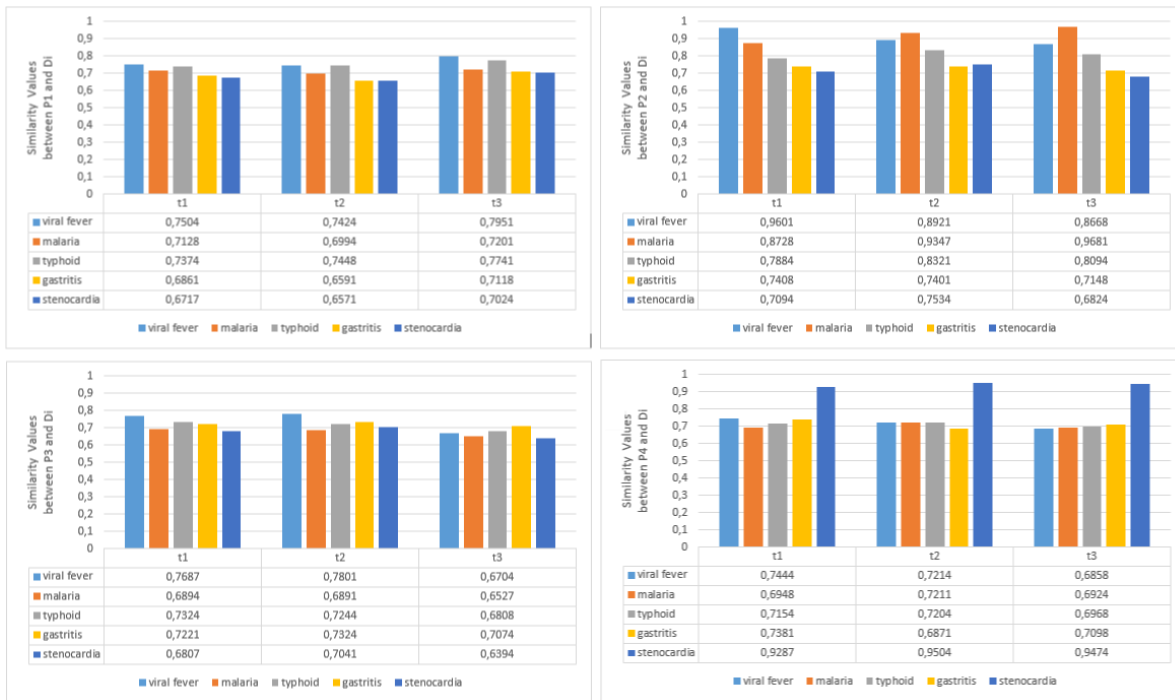 Similarity Values between P1 and Di
1
0,9
0,8
0,7
0,6
0,5
0,4
0,3
0,2
0,1
0
t1 t2 t3
viral fever 0,7504 0,7424 0,7951
malaria 0,7128 0,6994 0,7201
typhoid 0,7374 0,7448 0,7741
gastritis 0,6861 0,6591 0,7118
stenocardia 0,6717 0,6571 0,7024
viral fever malaria typhoid gastritis stenocardia
Similarity Values between P2 and Di
1
0,9
0,8
0,7
0,6
0,5
0,4
0,3
0,2
0,1
0
t1 t2 t3
viral fever 0,9601 0,8921 0,8668
malaria 0,8728 0,9347 0,9681
typhoid 0,7884 0,8321 0,8094
gastritis 0,7408 0,7401 0,7148
stenocardia 0,7094 0,7534 0,6824
viral fever malaria typhoid gastritis stenocardia
Similarity Values between P3 and Di
1
0,9
0,8
0,7
0,6
0,5
0,4
0,3
0,2
0,1
0
t1 t2 t3
viral fever 0,7687 0,7801 0,6704
malaria 0,6894 0,6891 0,6527
typhoid 0,7324 0,7244 0,6808
gastritis 0,7221 0,7324 0,7074
stenocardia 0,6807 0,7041 0,6394
viral fever malaria typhoid gastritis stenocardia
Similarity Values between P4 and Di
1
0,9
0,8
0,7
0,6
0,5
0,4
0,3
0,2
0,1
0
t1 t2 t3
viral fever 0,7444 0,7214 0,6858
malaria 0,6948 0,7211 0,6924
typhoid 0,7154 0,7204 0,6968
gastritis 0,7381 0,6871 0,7098
stenocardia 0,9287 0,9504 0,9474
viral fever malaria typhoid gastritis stenocardia